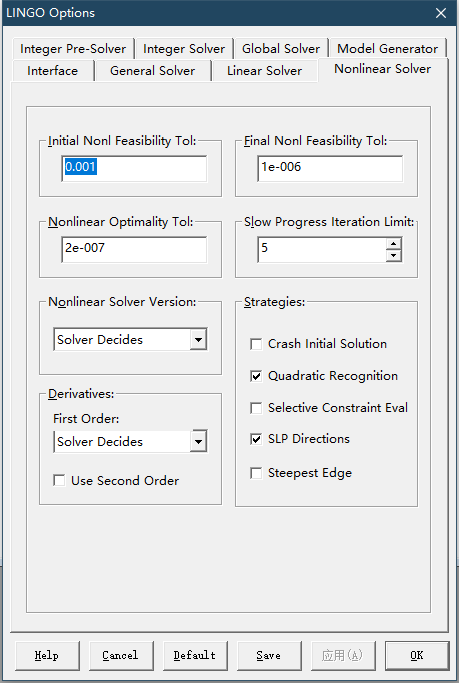 LINGO Options
Integer Pre-Solver Integer Solver Global Solver Model Generator
Interface General Solver Linear Solver Nonlinear Solver
Initial Nonl Feasibility Tol: Final Nonl Feasibility Tol:
0.001 1e-006
Nonlinear Optimality Tol: Slow Progress Iteration Limit:
2e-007 5
Nonlinear Solver Version: Strategies:
Solver Decides Crash Initial Solution
Quadratic Recognition
Derivatives:
First Order: Selective Constraint Eval
Solver Decides SLP Directions
Use Second Order Steepest Edge
Help Cancel Default Save 应用(A) OK